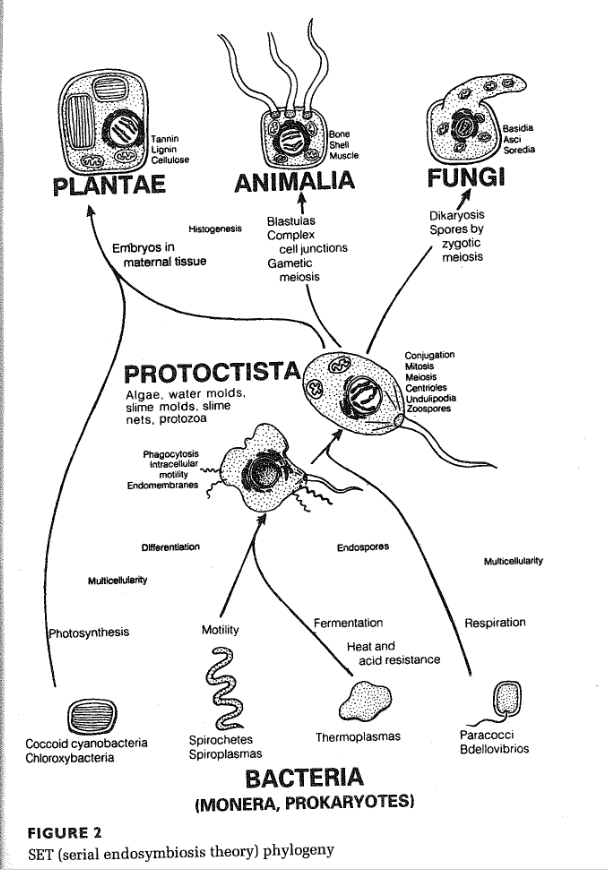 Tannin
Lignin
Cellulose
PLANTAE
Bone
Shell
Muscle
ANIMALIA
Basidia
Asci
Soredia
FUNGI
Histogenesis
Embryos in
maternal tissue
Blastulas
Complex
cell junctions
Gametic
meiosis
Dikaryosis
Spores by
zygotic
meiosis
PROTOCTISTA
Algae, water molds,
slime molds, slime
nets, protozoa
Conjugation
Mitosis
Meiosis
Centrioles
Undulipodia
Zoospores
Phagocytosis
Intracellular
motility
Endomembranes
Differentiation
Endospores
Multicellularity
Multicellularity
Photosynthesis
Motility
Fermentation
Heat and
acid resistance
Respiration
Coccoid cyanobacteria
Chloroxybacteria
Spirochetes
Spiroplasmas
Thermoplasmas
Paracocci
Bdellovibrios
BACTERIA
(MONERA, PROKARYOTES)
FIGURE 2
SET (serial endosymbiosis theory) phylogeny